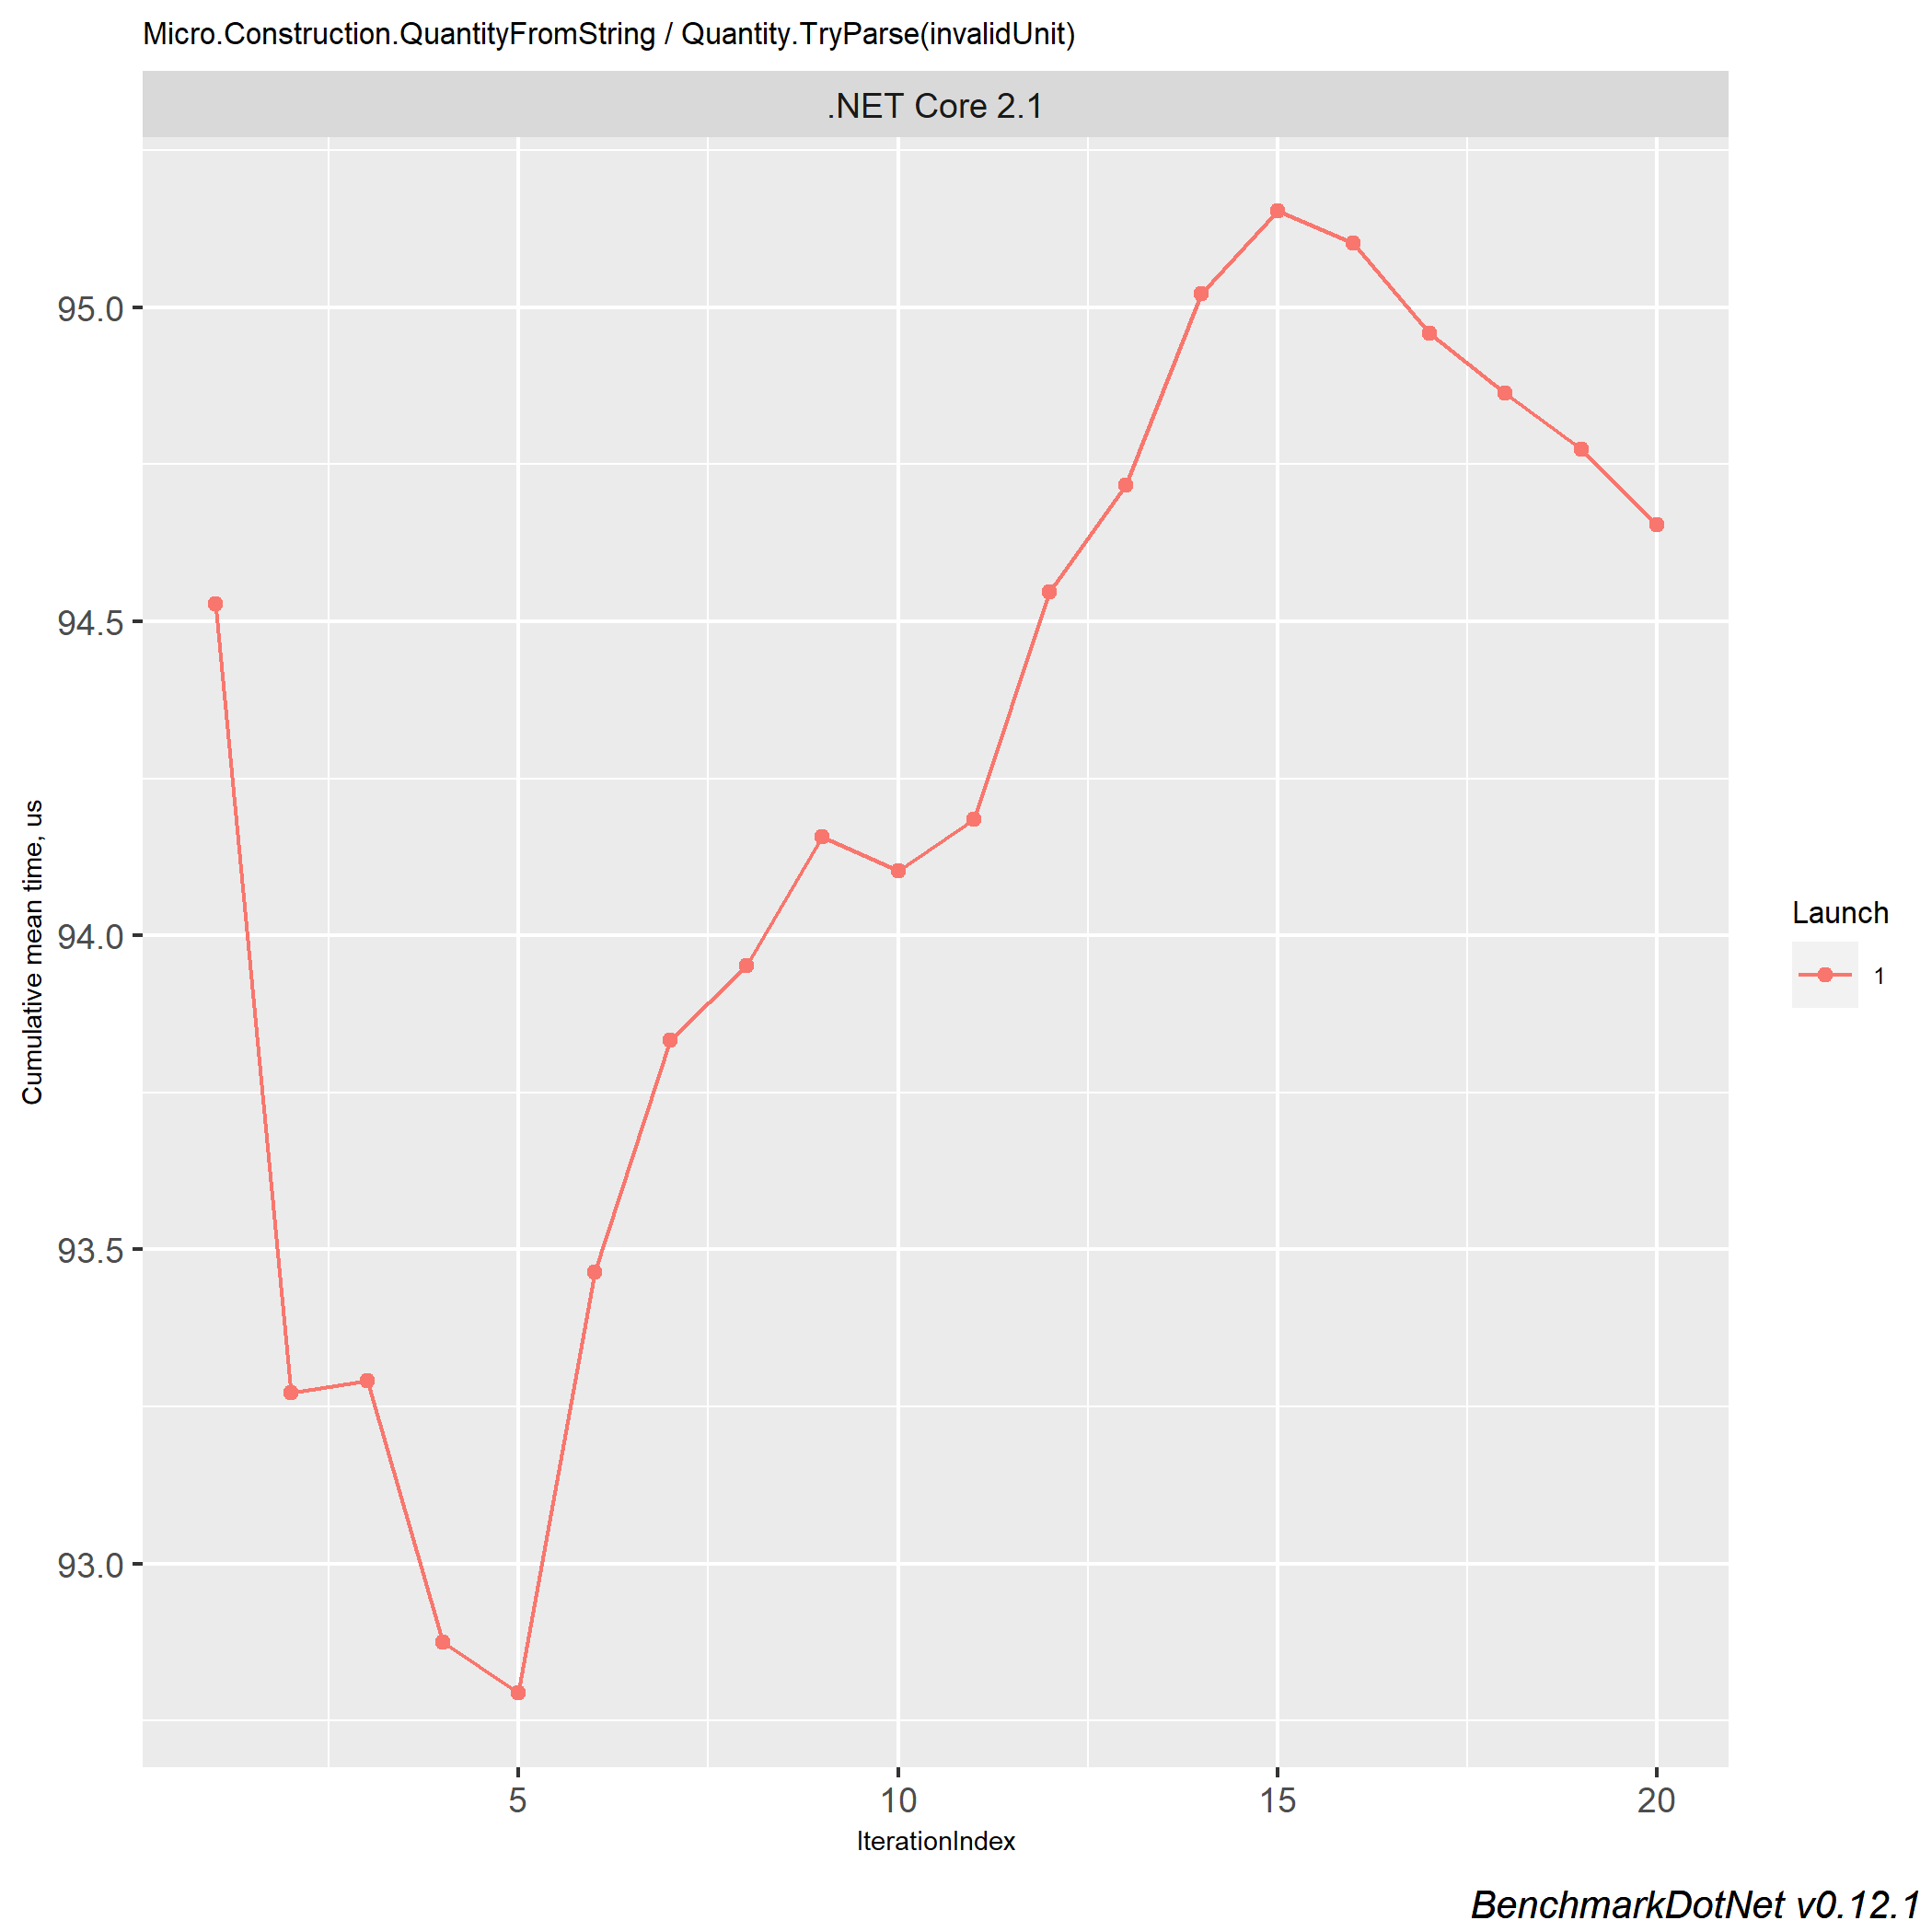 Micro.Construction.QuantityFromString / Quantity.TryParse(invalidUnit)
.NET Core 2.1
Cumulative mean time, us
95.0
94.5
94.0
93.5
93.0
5
10
15
20
IterationIndex
Launch
1
BenchmarkDotNet v0.12.1